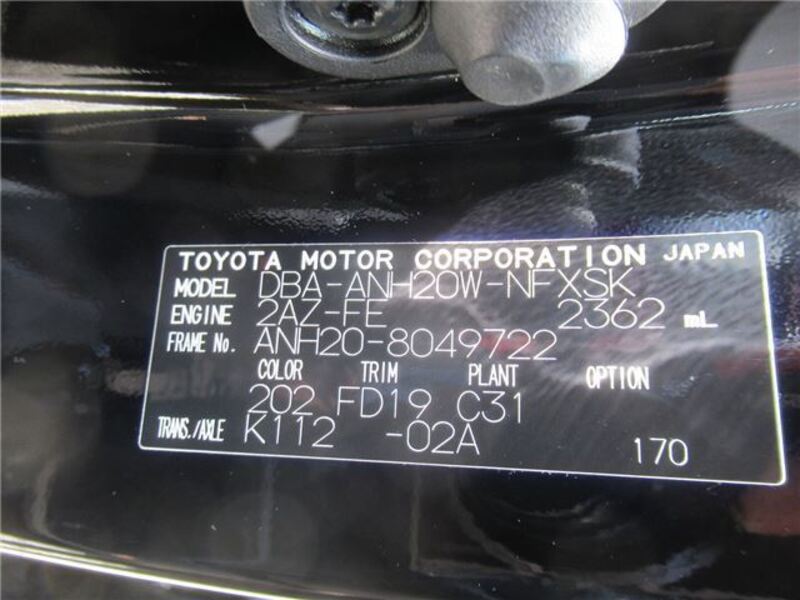 TOYOTA MOTOR CORPORATION JAPAN
MODEL DBA-ANH20W-NFXSK
ENGINE 2AZ-FE 2362 mL
FRAME No. ANH20-8049722
COLOR TRIM PLANT OPTION
202 FD19 C31
TRANS./AXLE K112 -02A 170